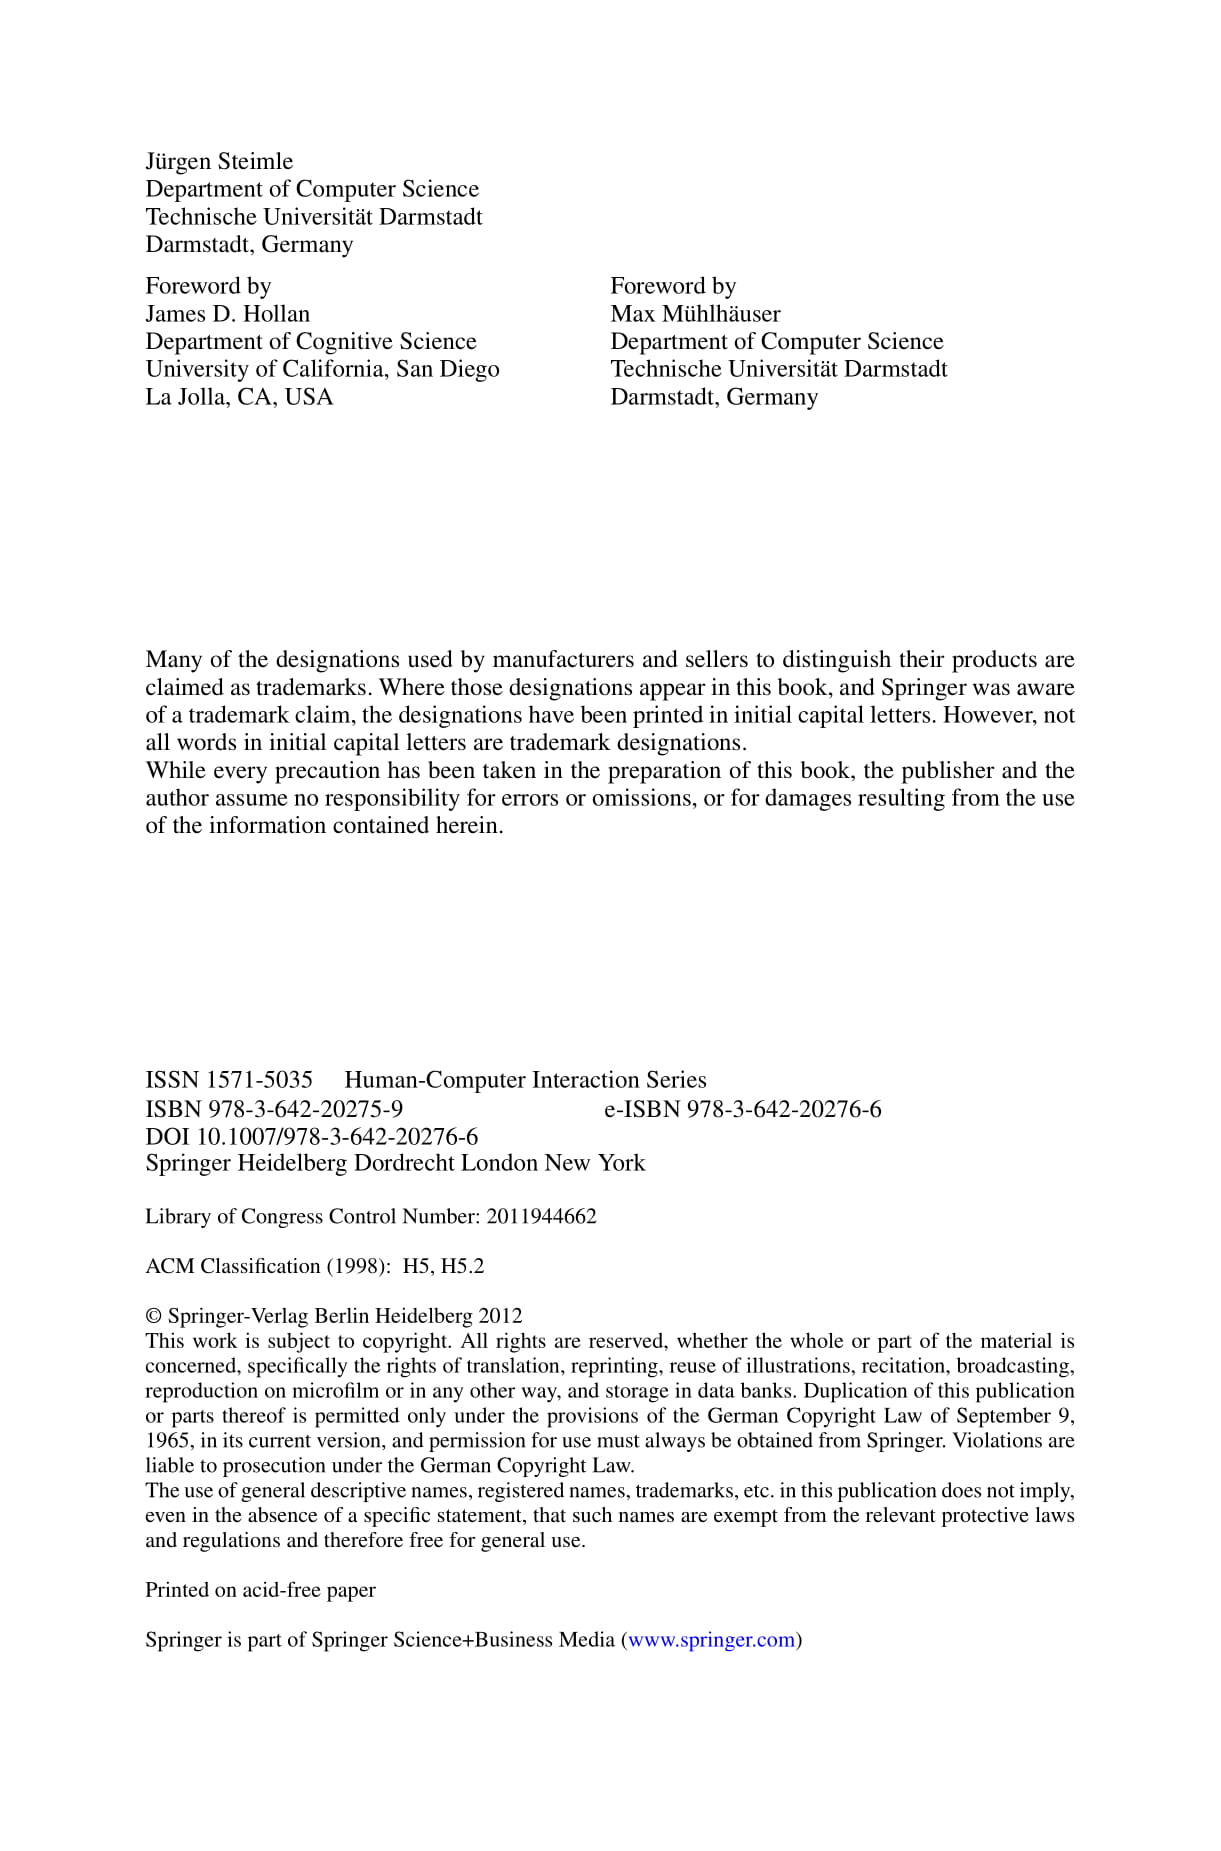 Jürgen Steimle
Department of Computer Science
Technische Universität Darmstadt
Darmstadt, Germany
Foreword by
James D. Hollan
Department of Cognitive Science
University of California, San Diego
La Jolla, CA, USA
Foreword by
Max Mühlhäuser
Department of Computer Science
Technische Universität Darmstadt
Darmstadt, Germany
Many of the designations used by manufacturers and sellers to distinguish their products are
claimed as trademarks. Where those designations appear in this book, and Springer was aware
of a trademark claim, the designations have been printed in initial capital letters. However, not
all words in initial capital letters are trademark designations.
While every precaution has been taken in the preparation of this book, the publisher and the
author assume no responsibility for errors or omissions, or for damages resulting from the use
of the information contained herein.
ISSN 1571-5035 Human-Computer Interaction Series
ISBN 978-3-642-20275-9 e-ISBN 978-3-642-20276-6
DOI 10.1007/978-3-642-20276-6
Springer Heidelberg Dordrecht London New York
Library of Congress Control Number: 2011944662
ACM Classification (1998): H5, H5.2
© Springer-Verlag Berlin Heidelberg 2012
This work is subject to copyright. All rights are reserved, whether the whole or part of the material is
concerned, specifically the rights of translation, reprinting, reuse of illustrations, recitation, broadcasting,
reproduction on microfilm or in any other way, and storage in data banks. Duplication of this publication
or parts thereof is permitted only under the provisions of the German Copyright Law of September 9,
1965, in its current version, and permission for use must always be obtained from Springer. Violations are
liable to prosecution under the German Copyright Law.
The use of general descriptive names, registered names, trademarks, etc. in this publication does not imply,
even in the absence of a specific statement, that such names are exempt from the relevant protective laws
and regulations and therefore free for general use.
Printed on acid-free paper
Springer is part of Springer Science+Business Media (www.springer.com)